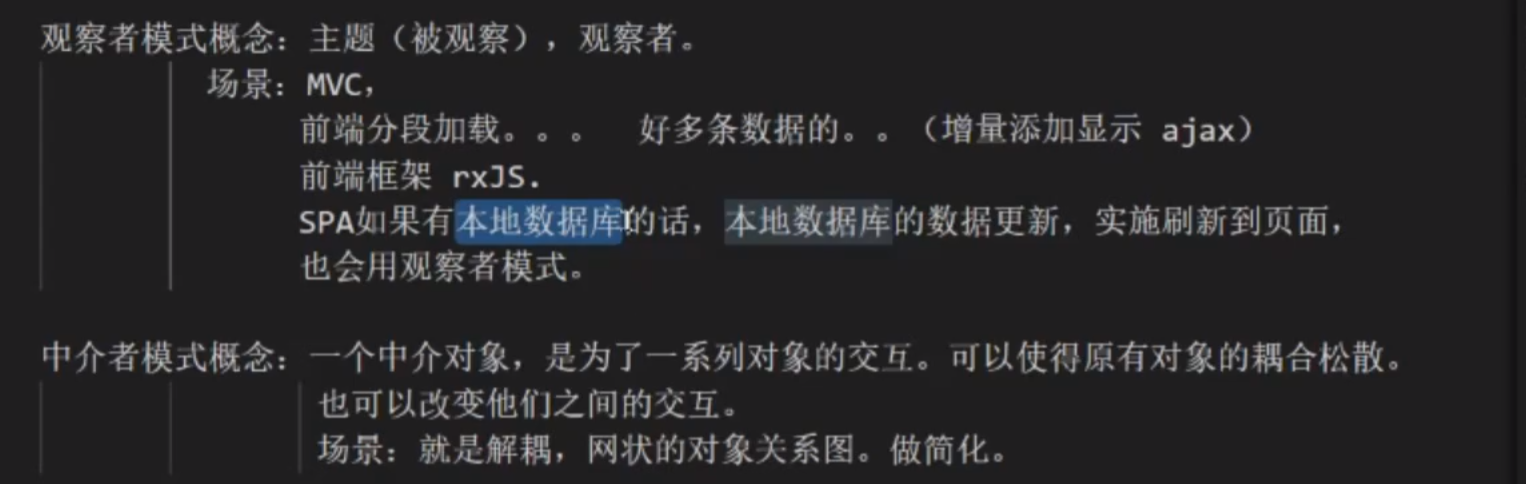 观察者模式概念：主题（被观察），观察者。
场景：MVC，
前端分段加载。。。 好多条数据的。。（增量添加显示 ajax）
前端框架 rxJS.
SPA如果有本地数据库的话，本地数据库的数据更新，实施刷新到页面，
也会用观察者模式。
中介者模式概念：一个中介对象，是为了一系列对象的交互。可以使得原有对象的耦合松散。
也可以改变他们之间的交互。
场景：就是解耦，网状的对象关系图。做简化。